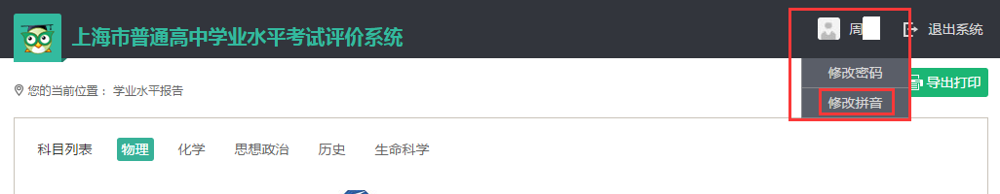 上海市普通高中学业水平考试评价系统
周
退出系统
修改密码
修改拼音
导出打印
您的当前位置： 学业水平报告
科目列表 物理 化学 思想政治 历史 生命科学